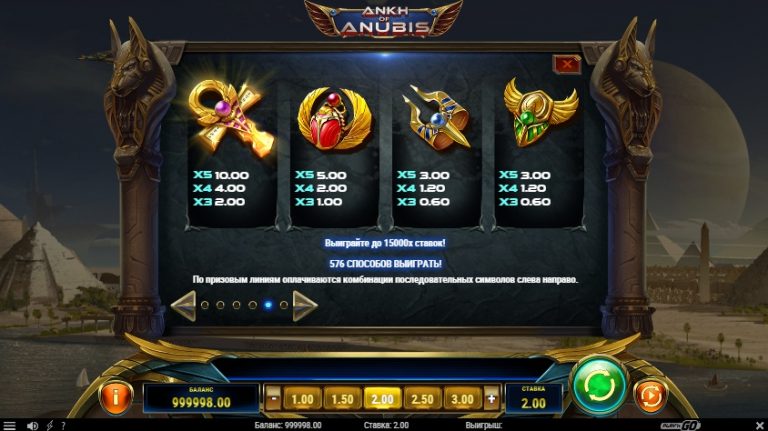 ANKH
OF
ANUBIS
X5 10.00
X4 4.00
X3 2.00
X5 5.00
X4 2.00
X3 1.00
X5 3.00
X4 1.20
X3 0.60
X5 3.00
X4 1.20
X3 0.60
Выиграйте до 15000x ставок!
576 СПОСОБОВ ВЫИГРАТЬ!
По призовым линиям оплачиваются комбинации последовательных символов слева направо.
БАЛАНС
999998.00
- 1.00 1.50 2.00 2.50 3.00 +
СТАВКА
2.00
Баланс: 999998.00 Ставка: 2.00 Выигрыш:
PLAY'N GO